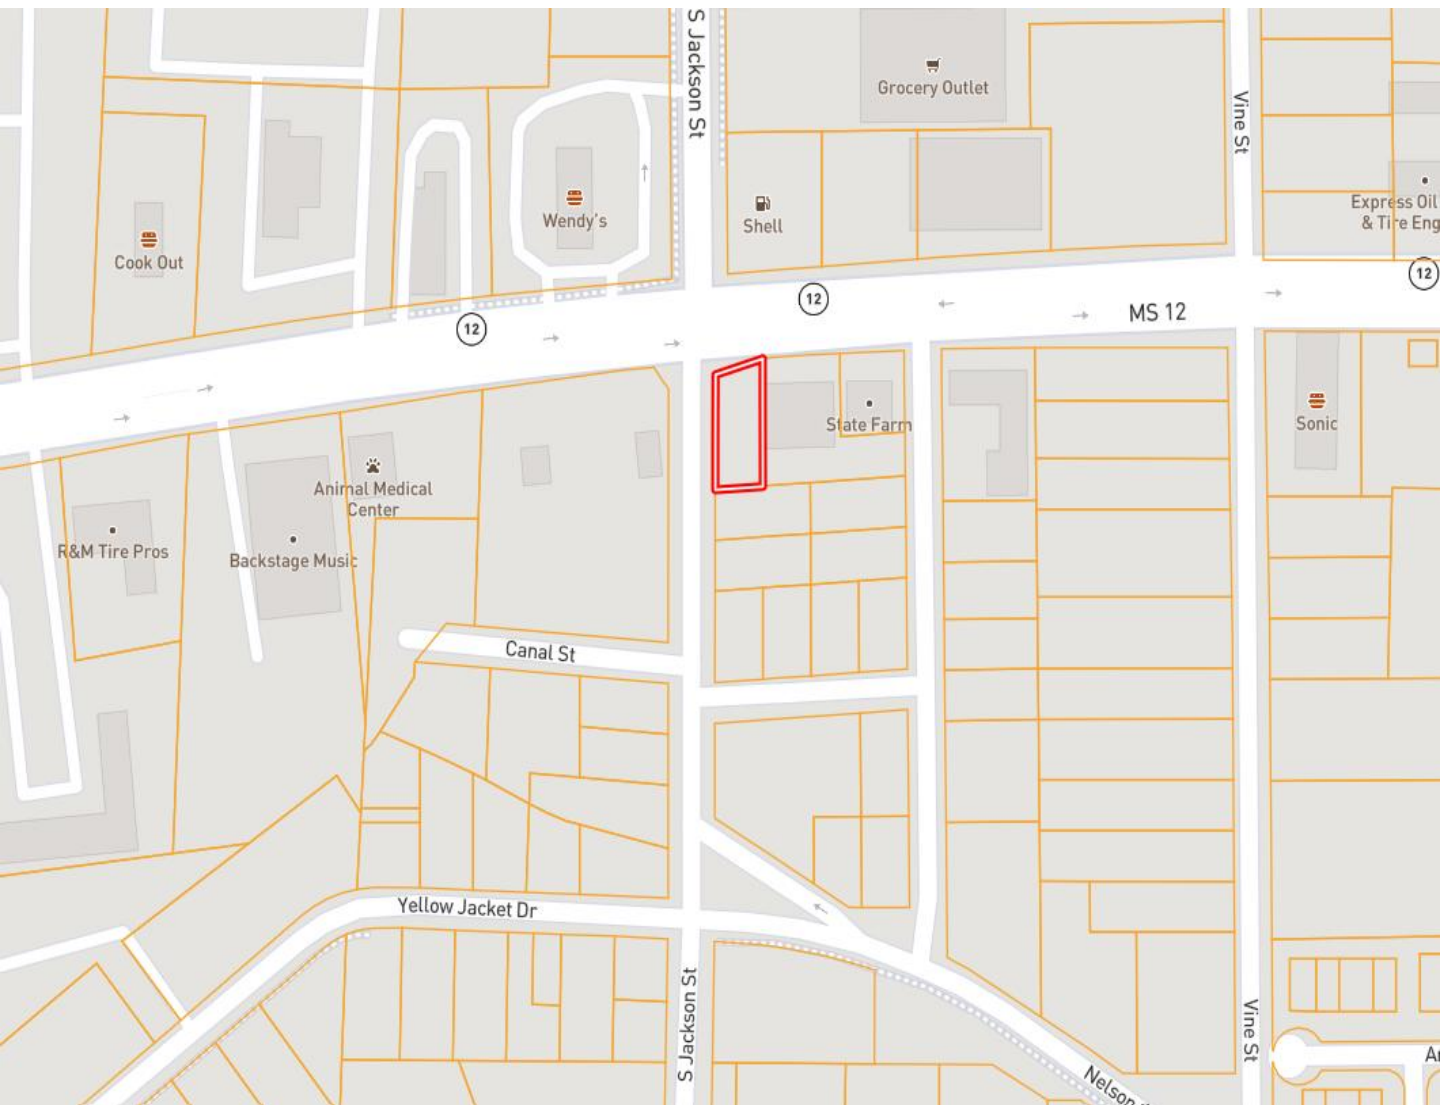 S Jackson St
Grocery Outlet
Vine St
Express Oil
& Tire Eng
Wendy's
Shell
Cook Out
12
12
12
MS 12
State Farm
Sonic
Animal Medical
Center
R&M Tire Pros
Backstage Music
Canal St
Yellow Jacket Dr
S Jackson St
Vine St
Nelson